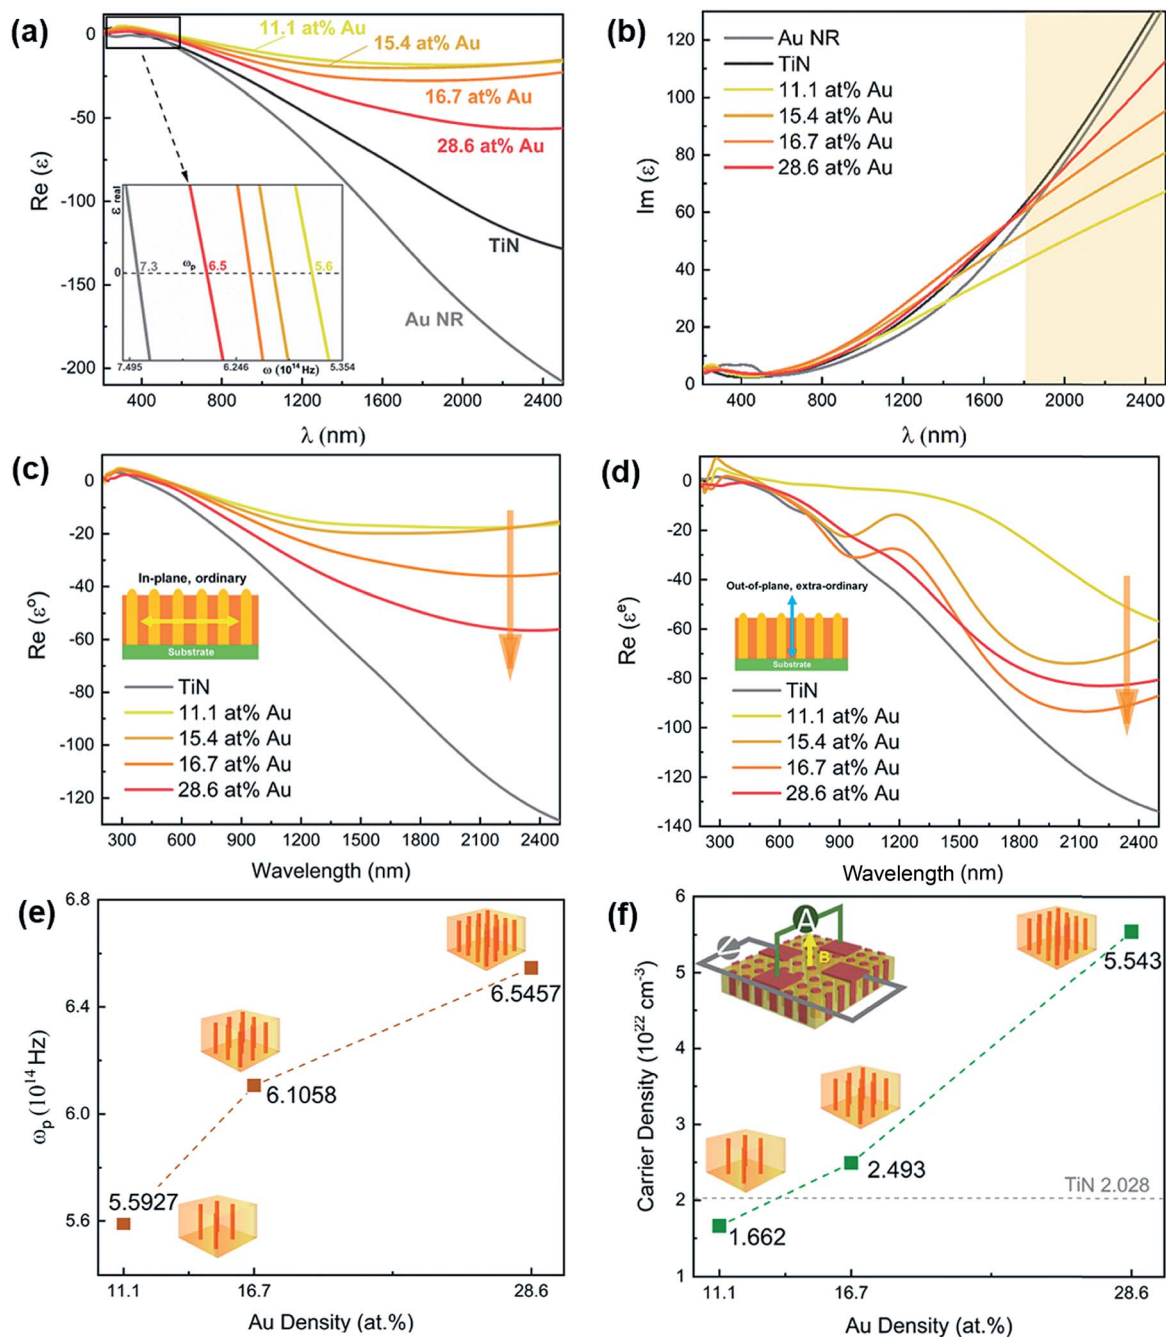 (a)
0
-50
-100
-150
-200
Re (ε)
11.1 at% Au
15.4 at% Au
16.7 at% Au
28.6 at% Au
TiN
Au NR
ε real
0
7.3
ωp
6.5
5.6
7.495
6.246
ω (10¹⁴ Hz)
5.354
400
800
1200
1600
2000
2400
λ (nm)
(b)
120
100
80
60
40
20
0
Im (ε)
Au NR
TiN
11.1 at% Au
15.4 at% Au
16.7 at% Au
28.6 at% Au
400
800
1200
1600
2000
2400
λ (nm)
(c)
0
-20
-40
-60
-80
-100
-120
Re (ε°)
In-plane, ordinary
Substrate
TiN
11.1 at% Au
15.4 at% Au
16.7 at% Au
28.6 at% Au
300
600
900
1200
1500
1800
2100
2400
Wavelength (nm)
(d)
0
-20
-40
-60
-80
-100
-120
-140
Re (εᵉ)
Out-of-plane, extra-ordinary
Substrate
TiN
11.1 at% Au
15.4 at% Au
16.7 at% Au
28.6 at% Au
300
600
900
1200
1500
1800
2100
2400
Wavelength (nm)
(e)
6.8
6.4
6.0
5.6
ωp (10¹⁴ Hz)
6.5457
6.1058
5.5927
11.1
16.7
28.6
Au Density (at.%)
(f)
6
5
4
3
2
1
Carrier Density (10²² cm⁻³)
A
B
5.543
2.493
TiN 2.028
1.662
11.1
16.7
28.6
Au Density (at.%)